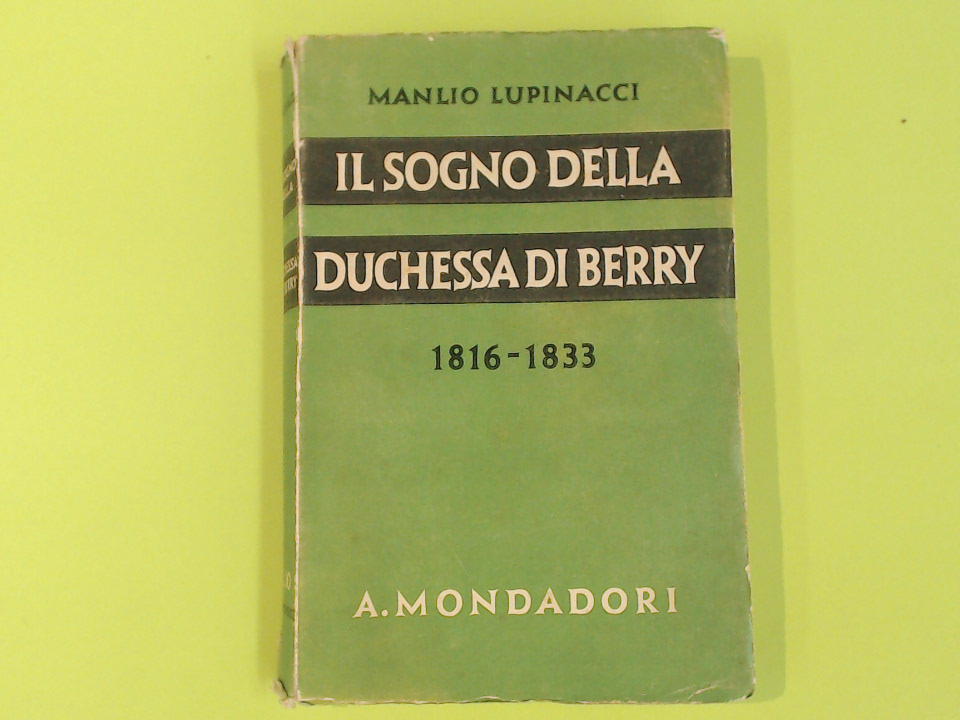 MANLIO LUPINACCI
IL SOGNO DELLA
DUCHESSA DI BERRY
1816-1833
A. MONDADORI